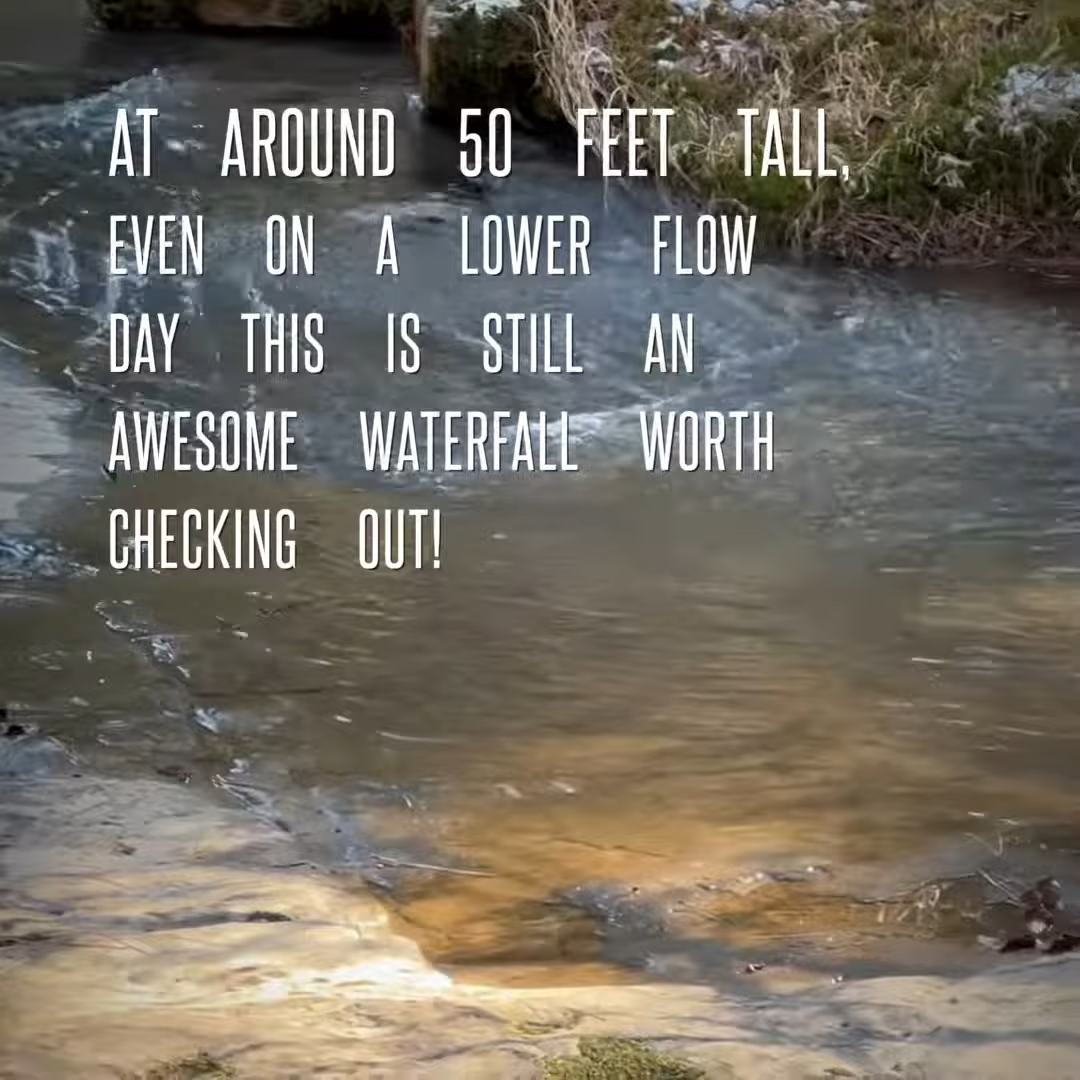 AT AROUND 50 FEET TALL,
EVEN ON A LOWER FLOW
DAY THIS IS STILL AN
AWESOME WATERFALL WORTH
CHECKING OUT!